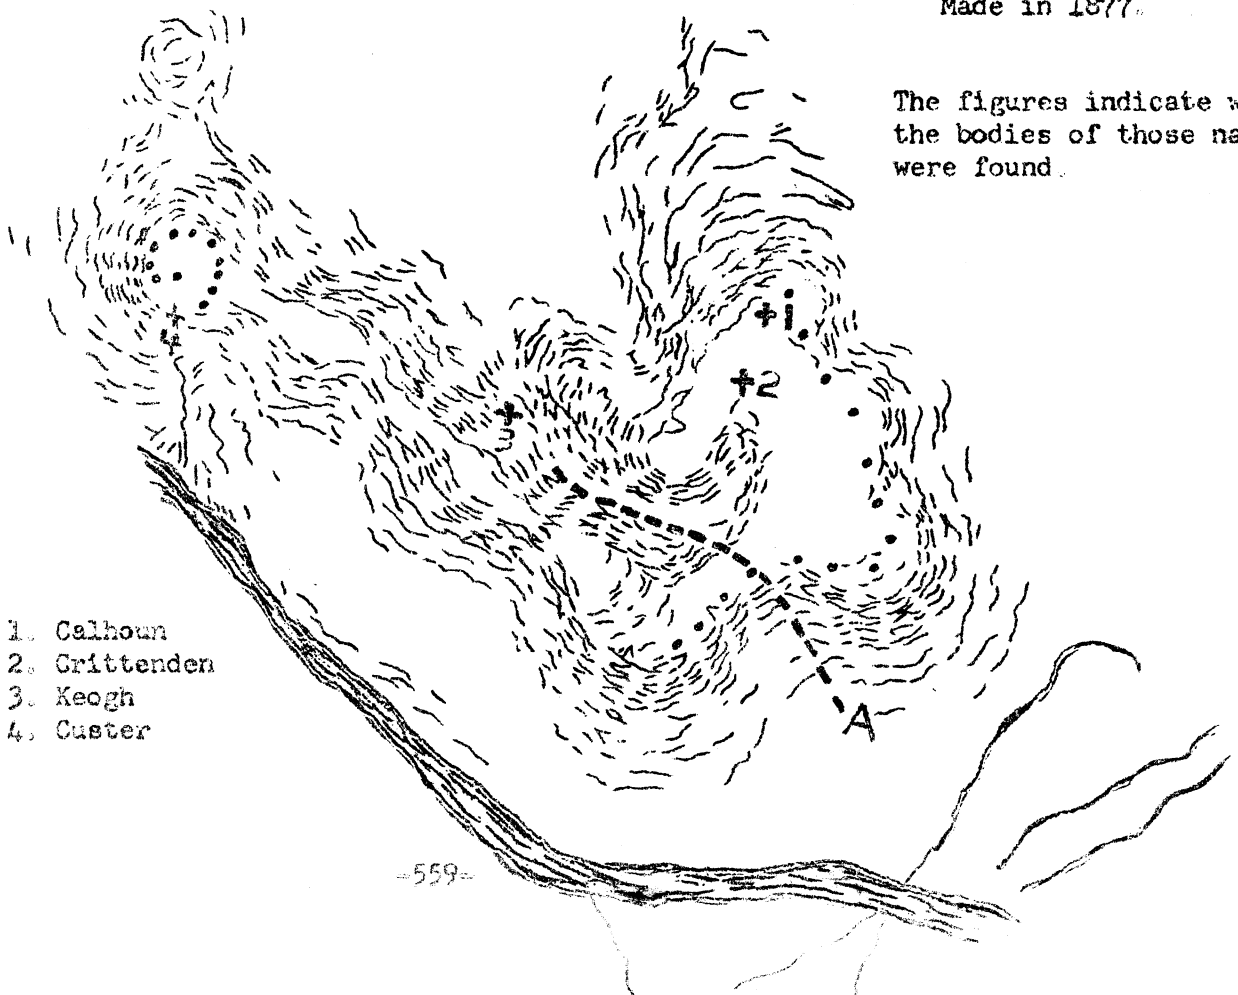 Made in 1877.
The figures indicate
the bodies of those
were found.
+1
+2
+
3
+
4
1. Calhoun
2. Crittenden
3. Keogh
4. Custer
A
-559-